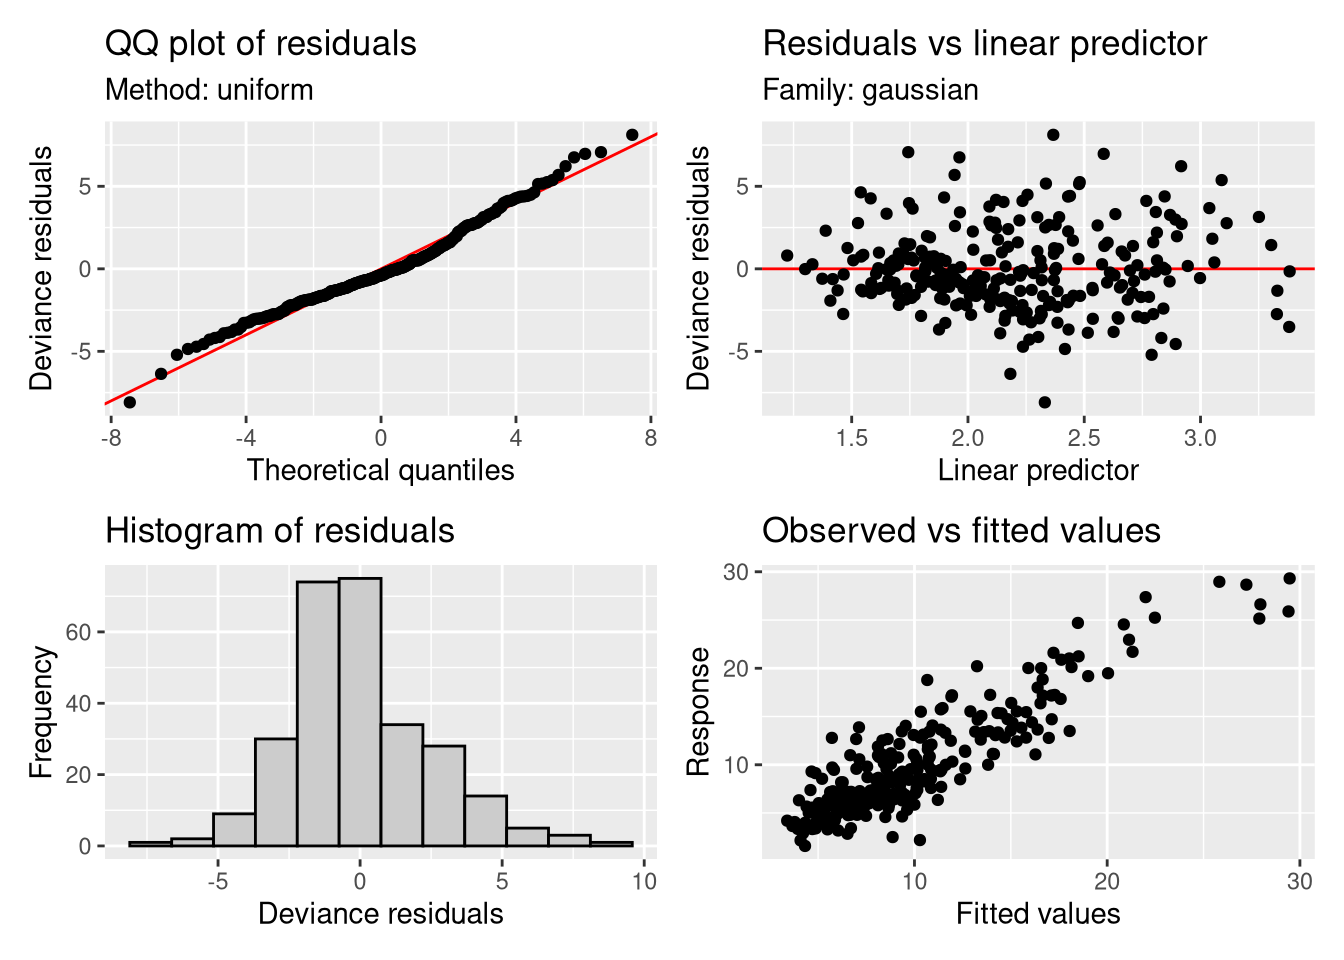 QQ plot of residuals
Method: uniform
Deviance residuals
5
0
-5
-8
-4
0
4
8
Theoretical quantiles
Residuals vs linear predictor
Family: gaussian
Deviance residuals
5
0
-5
1.5
2.0
2.5
3.0
Linear predictor
Histogram of residuals
Frequency
60
40
20
0
-5
0
5
10
Deviance residuals
Observed vs fitted values
Response
30
20
10
10
20
30
Fitted values